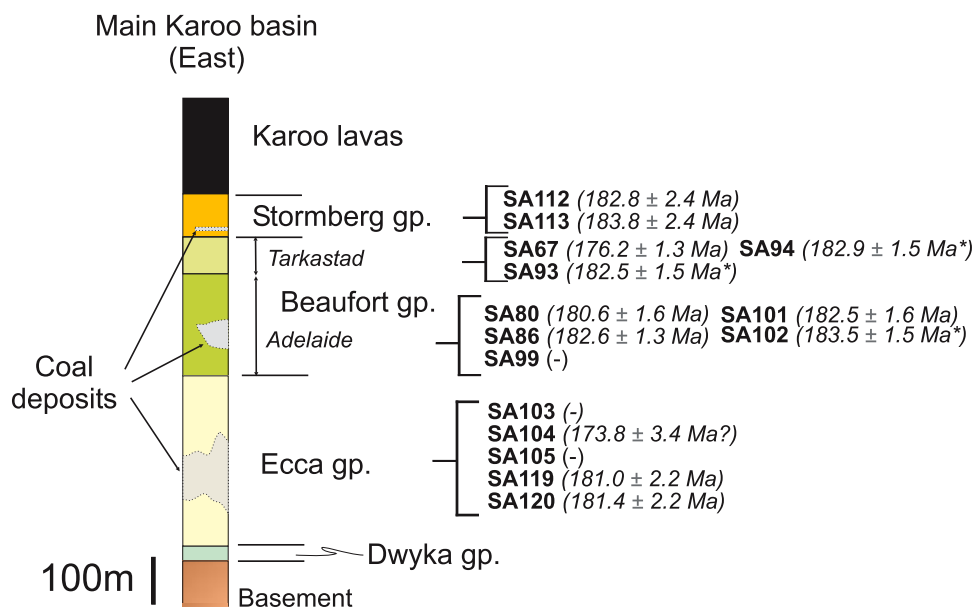 Main Karoo basin
(East)
Karoo lavas
Stormberg gp.
SA112 (182.8 ± 2.4 Ma)
SA113 (183.8 ± 2.4 Ma)
Tarkastad
SA67 (176.2 ± 1.3 Ma) SA94 (182.9 ± 1.5 Ma*)
SA93 (182.5 ± 1.5 Ma*)
Beaufort gp.
Adelaide
SA80 (180.6 ± 1.6 Ma) SA101 (182.5 ± 1.6 Ma)
SA86 (182.6 ± 1.3 Ma) SA102 (183.5 ± 1.5 Ma*)
SA99 (-)
Coal
deposits
Ecca gp.
SA103 (-)
SA104 (173.8 ± 3.4 Ma?)
SA105 (-)
SA119 (181.0 ± 2.2 Ma)
SA120 (181.4 ± 2.2 Ma)
Dwyka gp.
100m
Basement